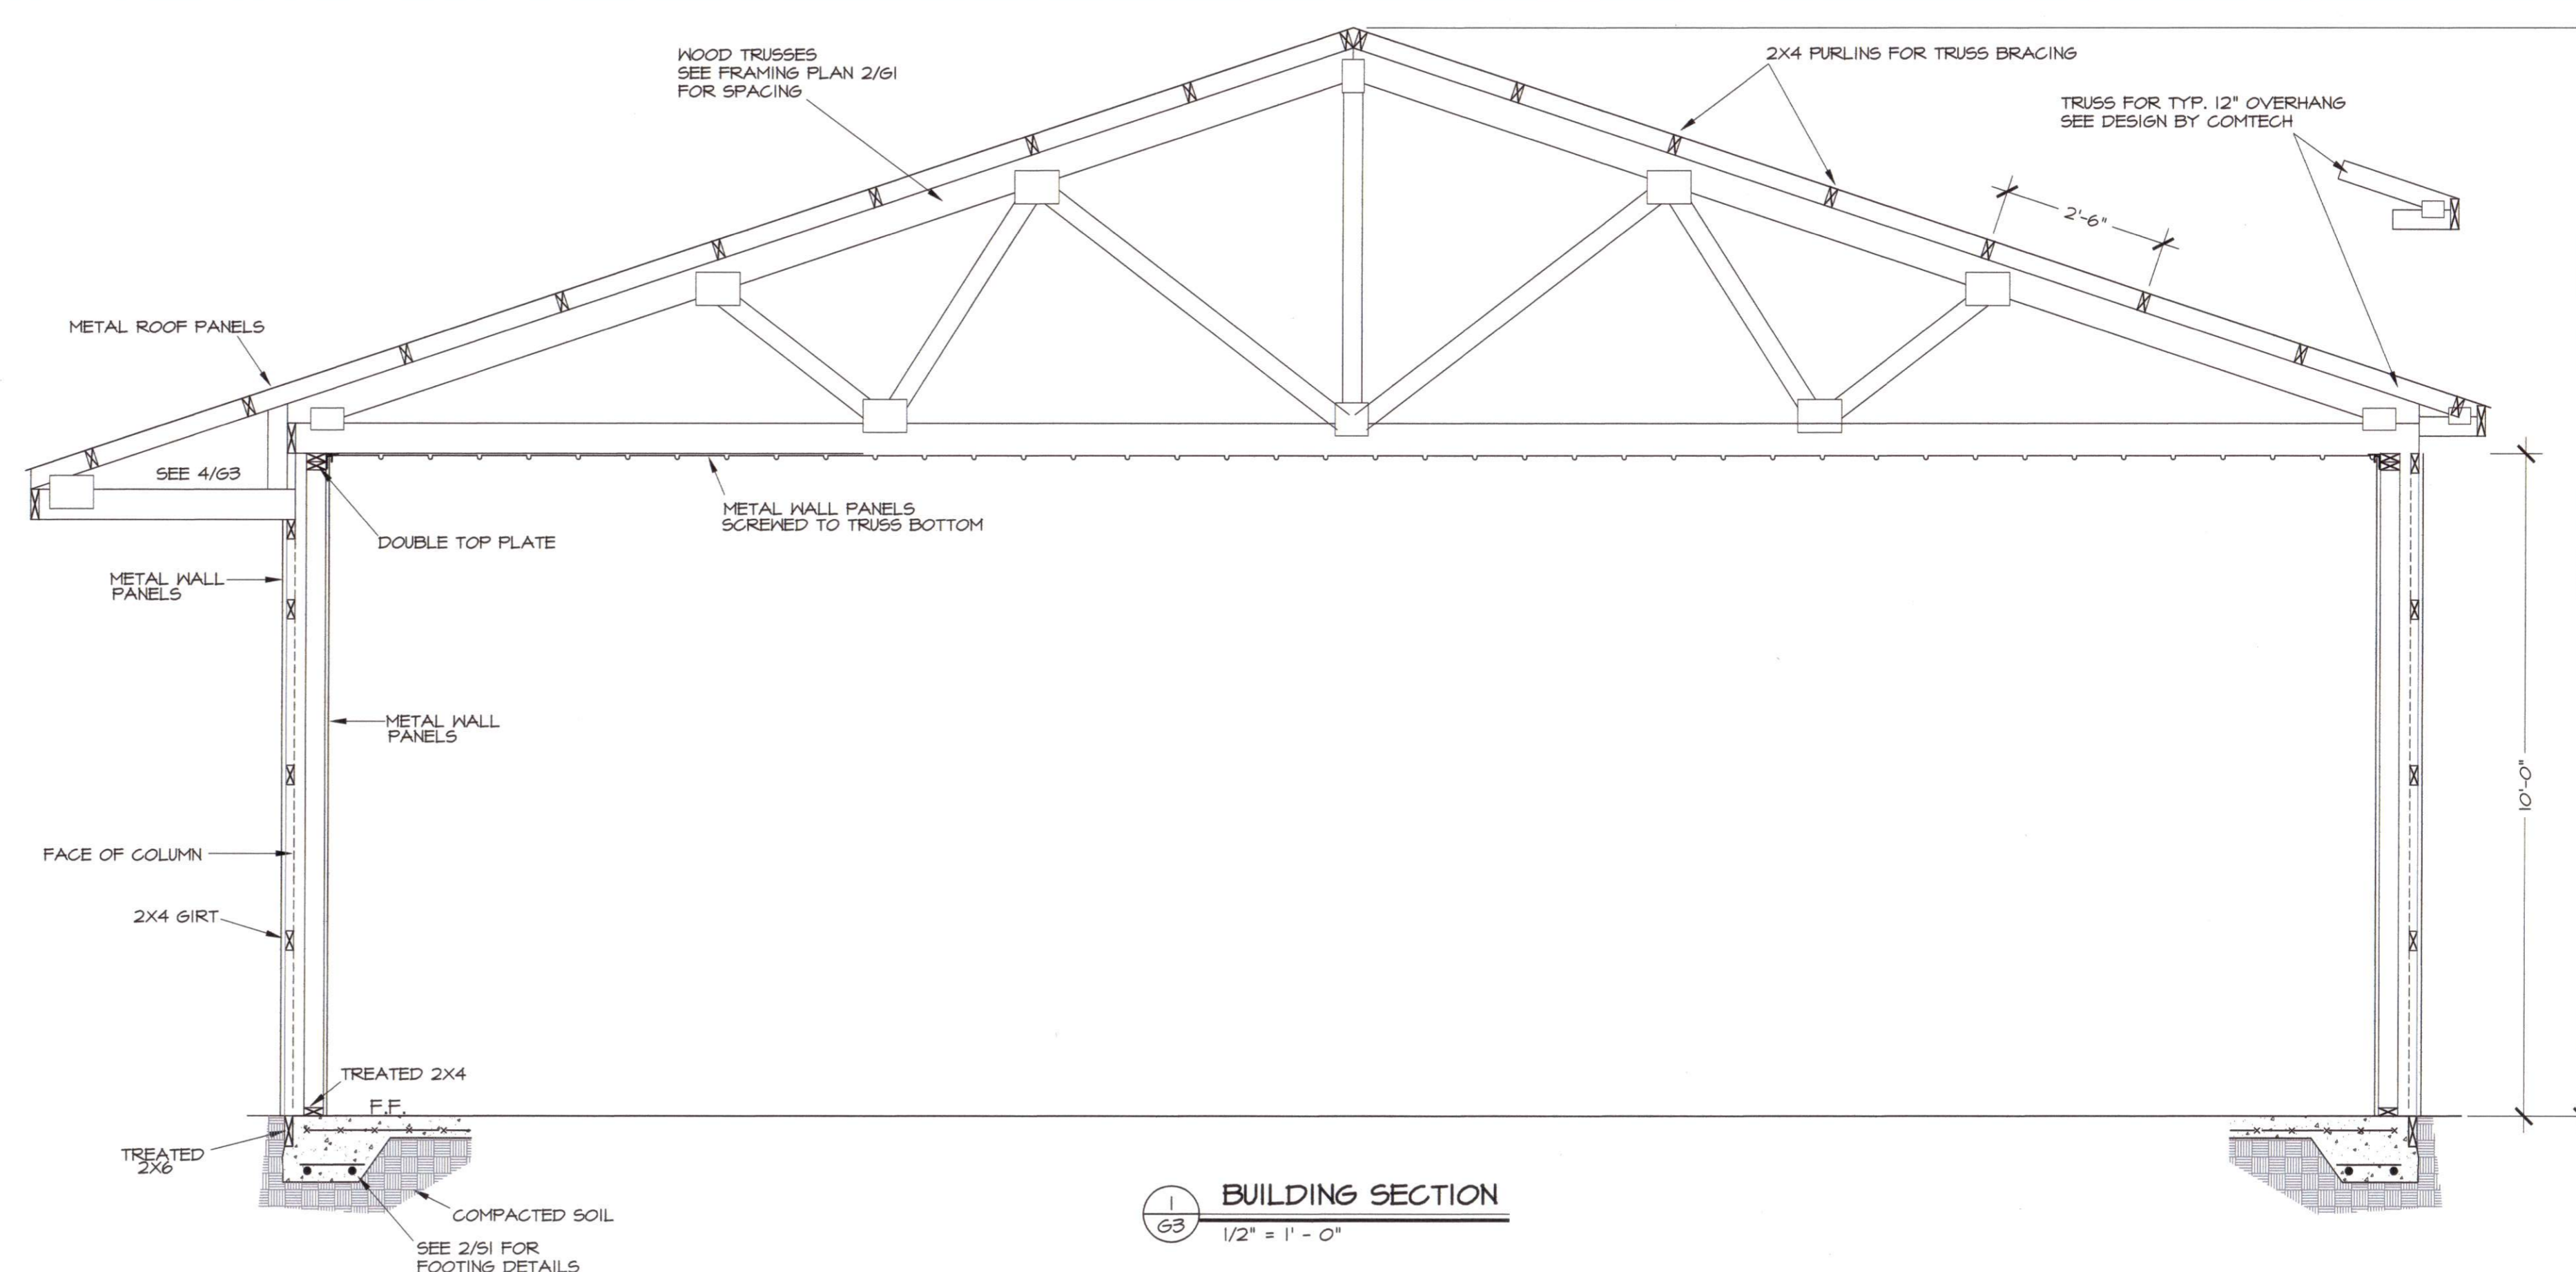 WOOD TRUSSES
SEE FRAMING PLAN 2/G1
FOR SPACING
2X4 PURLINS FOR TRUSS BRACING
TRUSS FOR TYP. 12" OVERHANG
SEE DESIGN BY COMTECH
2'-6"
METAL ROOF PANELS
SEE 4/G3
METAL WALL PANELS
SCREWED TO TRUSS BOTTOM
DOUBLE TOP PLATE
METAL WALL
PANELS
METAL WALL
PANELS
10'-0"
FACE OF COLUMN
2X4 GIRT
TREATED 2X4
F.F.
TREATED
2X6
COMPACTED SOIL
SEE 2/S1 FOR
FOOTING DETAILS
1
G3
BUILDING SECTION
1/2" = 1' - 0"